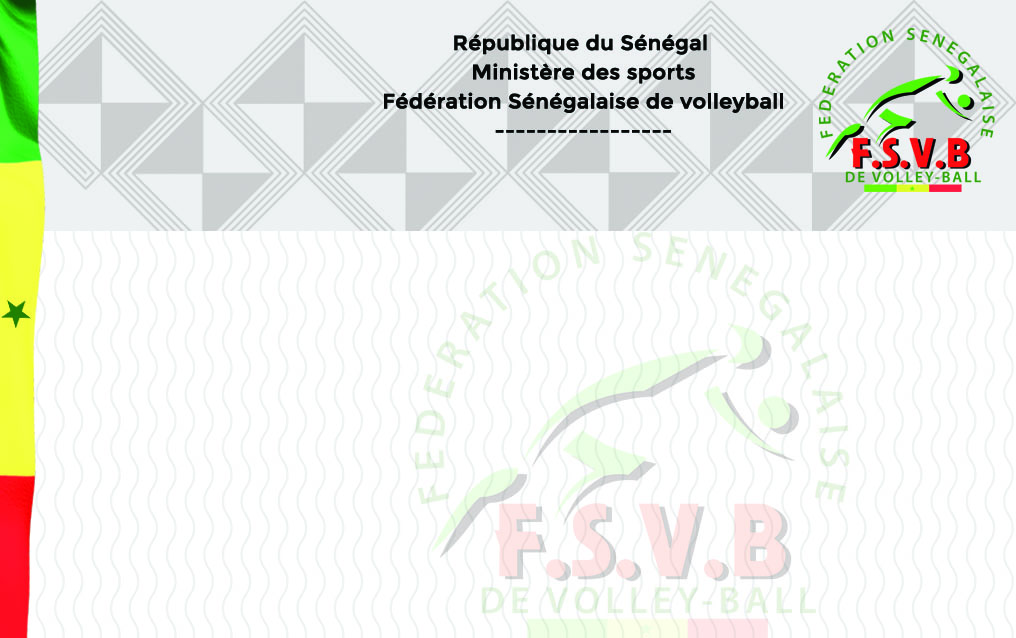 République du Sénégal
Ministère des sports
Fédération Sénégalaise de volleyball
-----------------
FEDERATION SENEGALAISE
F.S.V.B
DE VOLLEY-BALL
FEDERATION SENEGALAISE
F.S.V.B
DE VOLLEY-BALL